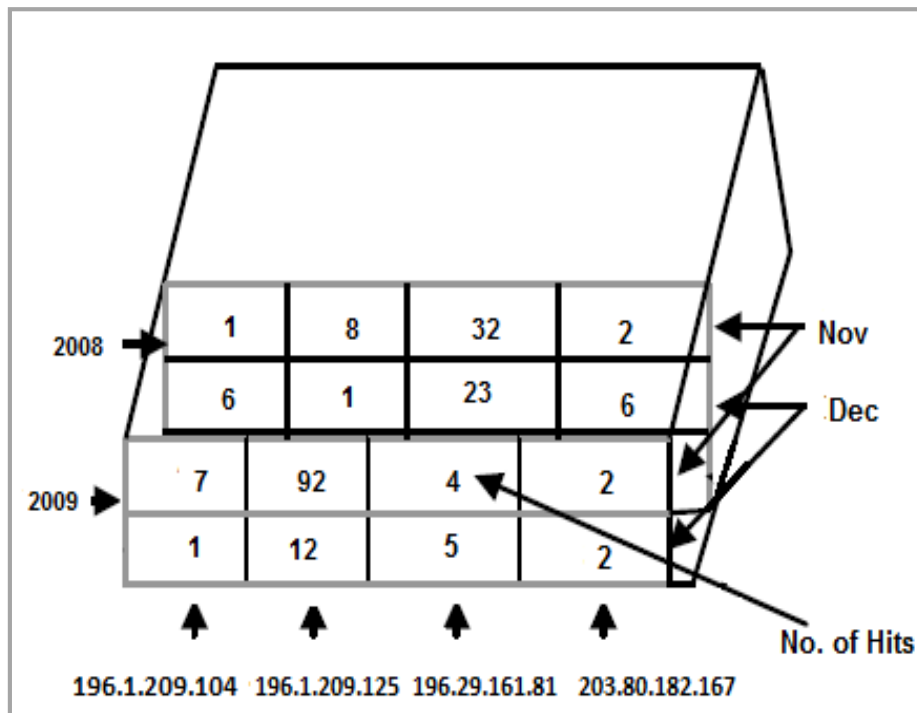 2008
1 8 32 2
Nov
6 1 23 6
Dec
2009
7 92 4 2
1 12 5 2
No. of Hits
196.1.209.104 196.1.209.125 196.29.161.81 203.80.182.167